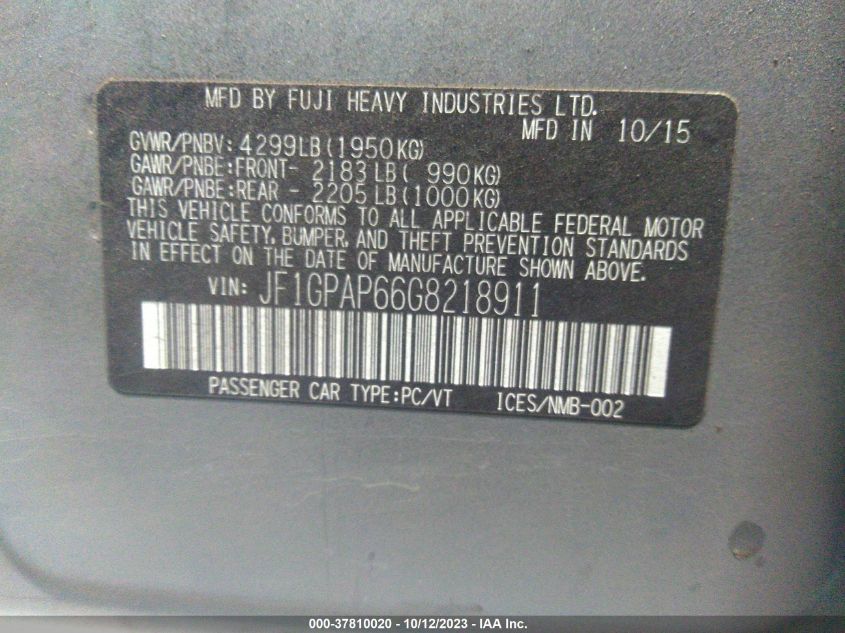 MFD BY FUJI HEAVY INDUSTRIES LTD.
MFD IN 10/15
GVWR/PNBV: 4299LB(1950KG)
GAWR/PNBE:FRONT- 2183LB( 990KG)
GAWR/PNBE:REAR - 2205LB(1000KG)
THIS VEHICLE CONFORMS TO ALL APPLICABLE FEDERAL MOTOR
VEHICLE SAFETY, BUMPER, AND THEFT PREVENTION STANDARDS
IN EFFECT ON THE DATE OF MANUFACTURE SHOWN ABOVE.
VIN: JF1GPAP66G8218911
PASSENGER CAR TYPE:PC/VT ICES/NMB-002
000-37810020 - 10/12/2023 - IAA Inc.